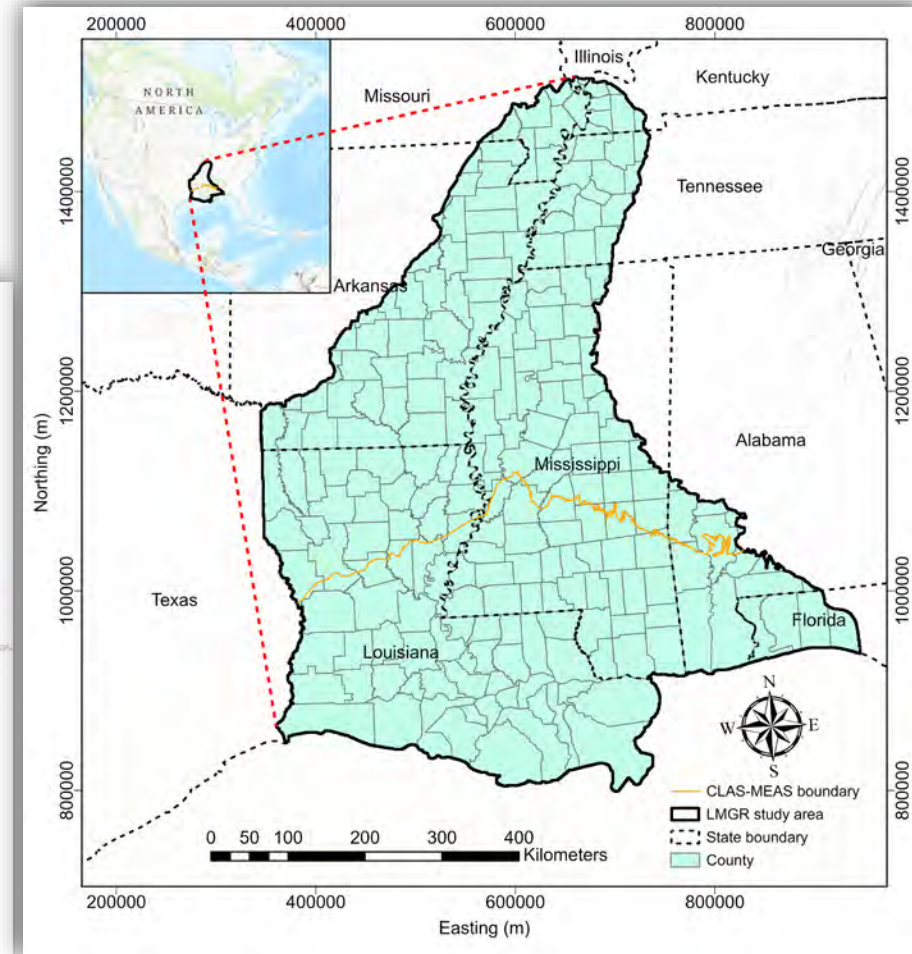 200000 400000 600000 800000
Illinois
Kentucky
Missouri
NORTH
AMERICA
Tennessee
Georgia
Arkansas
Alabama
Mississippi
Texas
Louisiana
Florida
N
W E
S
CLAS-MEAS boundary
LMGR study area
State boundary
County
0 50 100 200 300 400
Kilometers
1400000
1200000
1000000
800000
Northing (m)
1400000
1200000
1000000
800000
200000 400000 600000 800000
Easting (m)